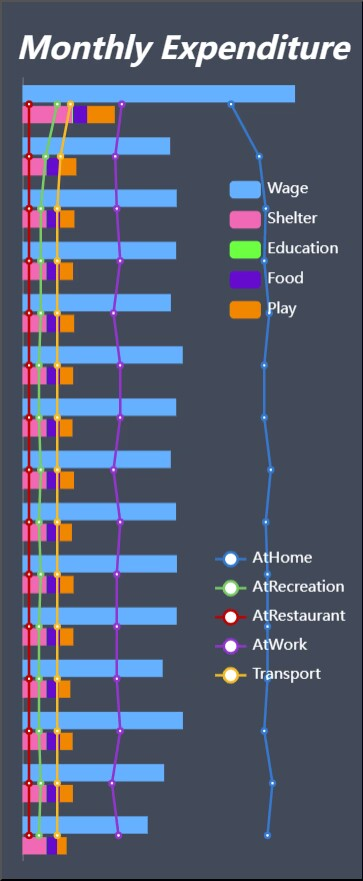 Monthly Expenditure
Wage
Shelter
Education
Food
Play
AtHome
AtRecreation
AtRestaurant
AtWork
Transport